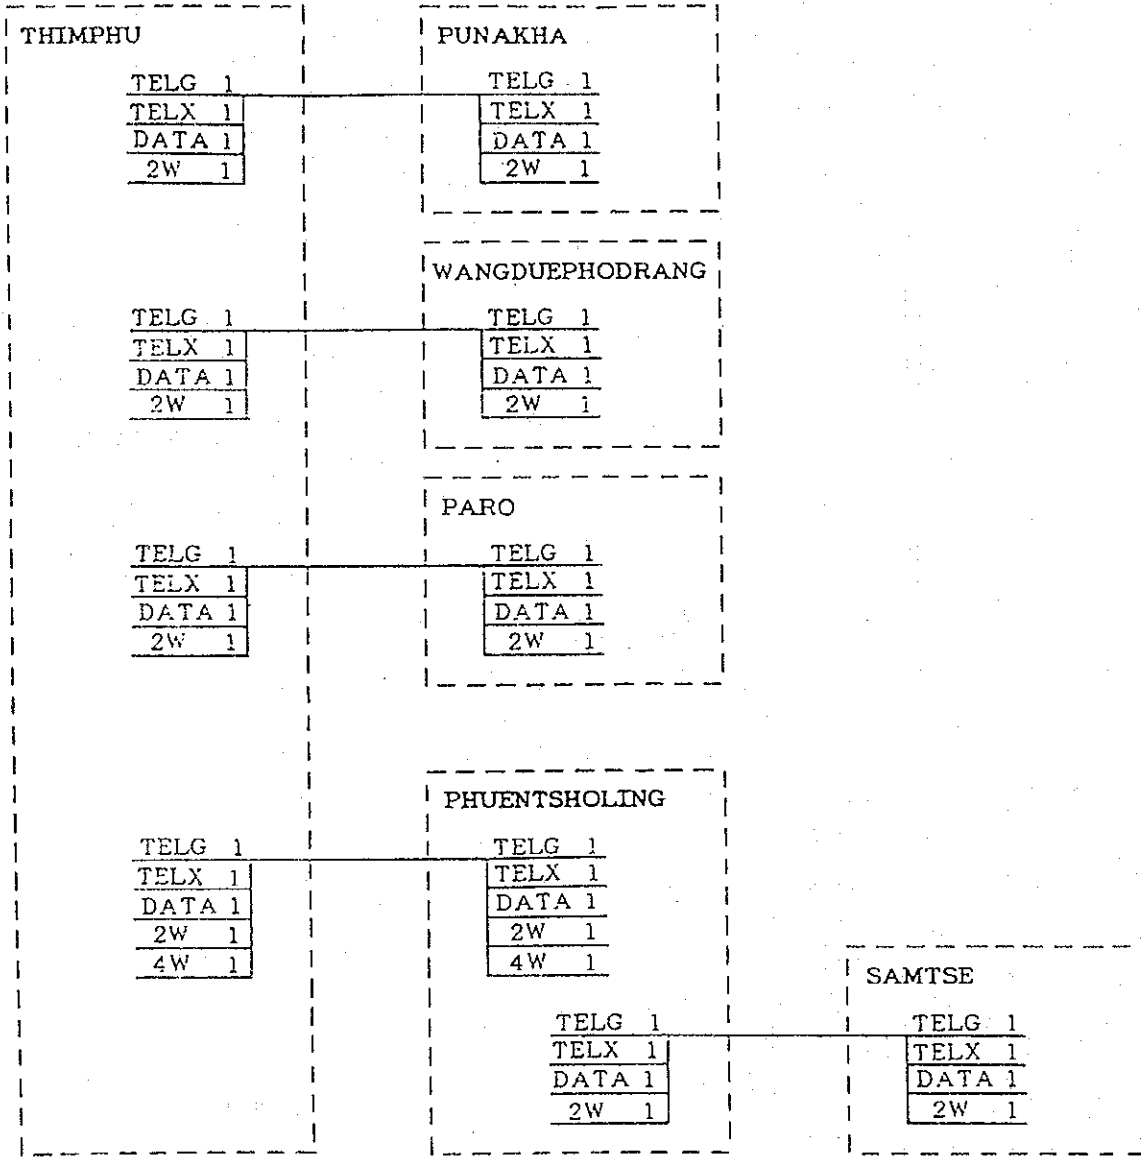 THIMPHU
TELG 1
TELX 1
DATA 1
2W 1
PUNAKHA
TELG 1
TELX 1
DATA 1
2W 1
WANGDUEPHODRANG
TELG 1
TELX 1
DATA 1
2W 1
TELG 1
TELX 1
DATA 1
2W 1
PARO
TELG 1
TELX 1
DATA 1
2W 1
TELG 1
TELX 1
DATA 1
2W 1
PHUENTSHOLING
TELG 1
TELX 1
DATA 1
2W 1
4W 1
TELG 1
TELX 1
DATA 1
2W 1
4W 1
TELG 1
TELX 1
DATA 1
2W 1
SAMTSE
TELG 1
TELX 1
DATA 1
2W 1